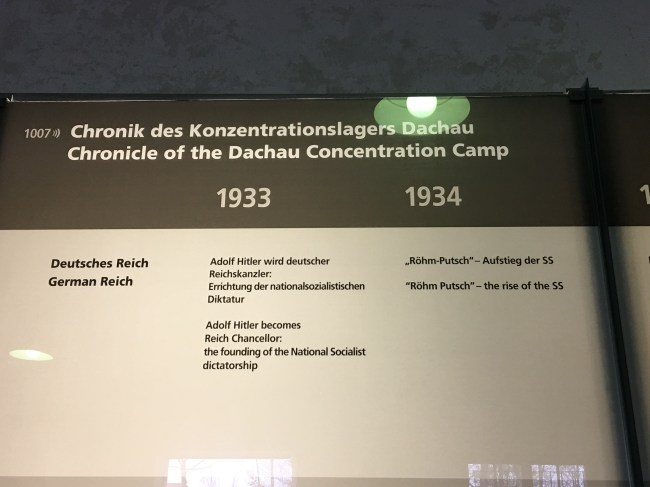 1007 Chronik des Konzentrationslagers Dachau
Chronicle of the Dachau Concentration Camp
1933 1934
Deutsches Reich
German Reich
Adolf Hitler wird deutscher
Reichskanzler:
Errichtung der nationalsozialistischen
Diktatur
Adolf Hitler becomes
Reich Chancellor:
the founding of the National Socialist
dictatorship
„Röhm-Putsch” – Aufstieg der SS
“Röhm Putsch” – the rise of the SS